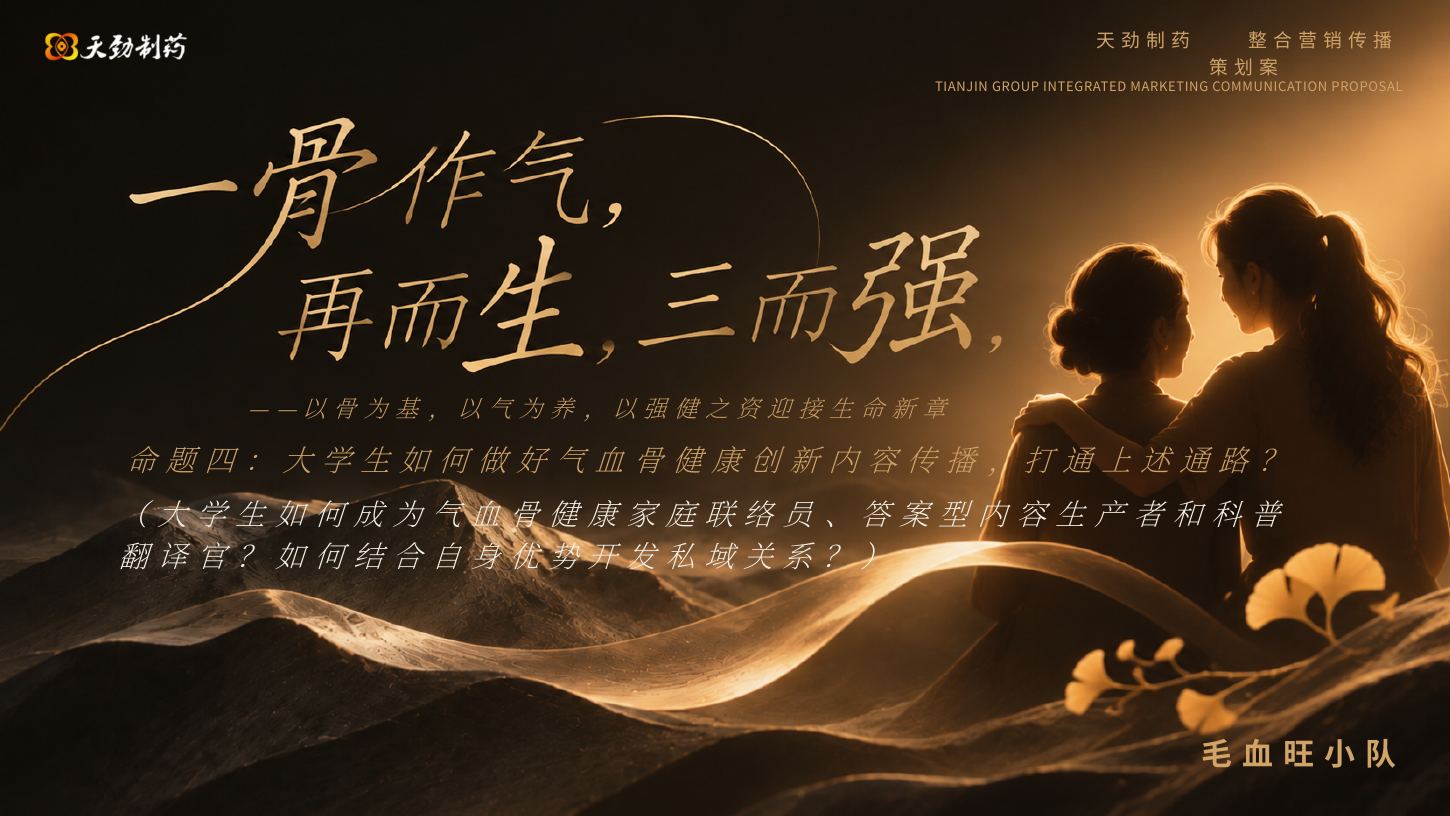 天劲制药
天劲制药 整合营销传播
策划案
TIANJIN GROUP INTEGRATED MARKETING COMMUNICATION PROPOSAL
一骨作气，
再而生，三而强，
——以骨为基，以气为养，以强健之资迎接生命新章
命题四：大学生如何做好气血骨健康创新内容传播，打通上述通路？
（大学生如何成为气血骨健康家庭联络员、答案型内容生产者和科普
翻译官？如何结合自身优势开发私域关系？）
毛血旺小队